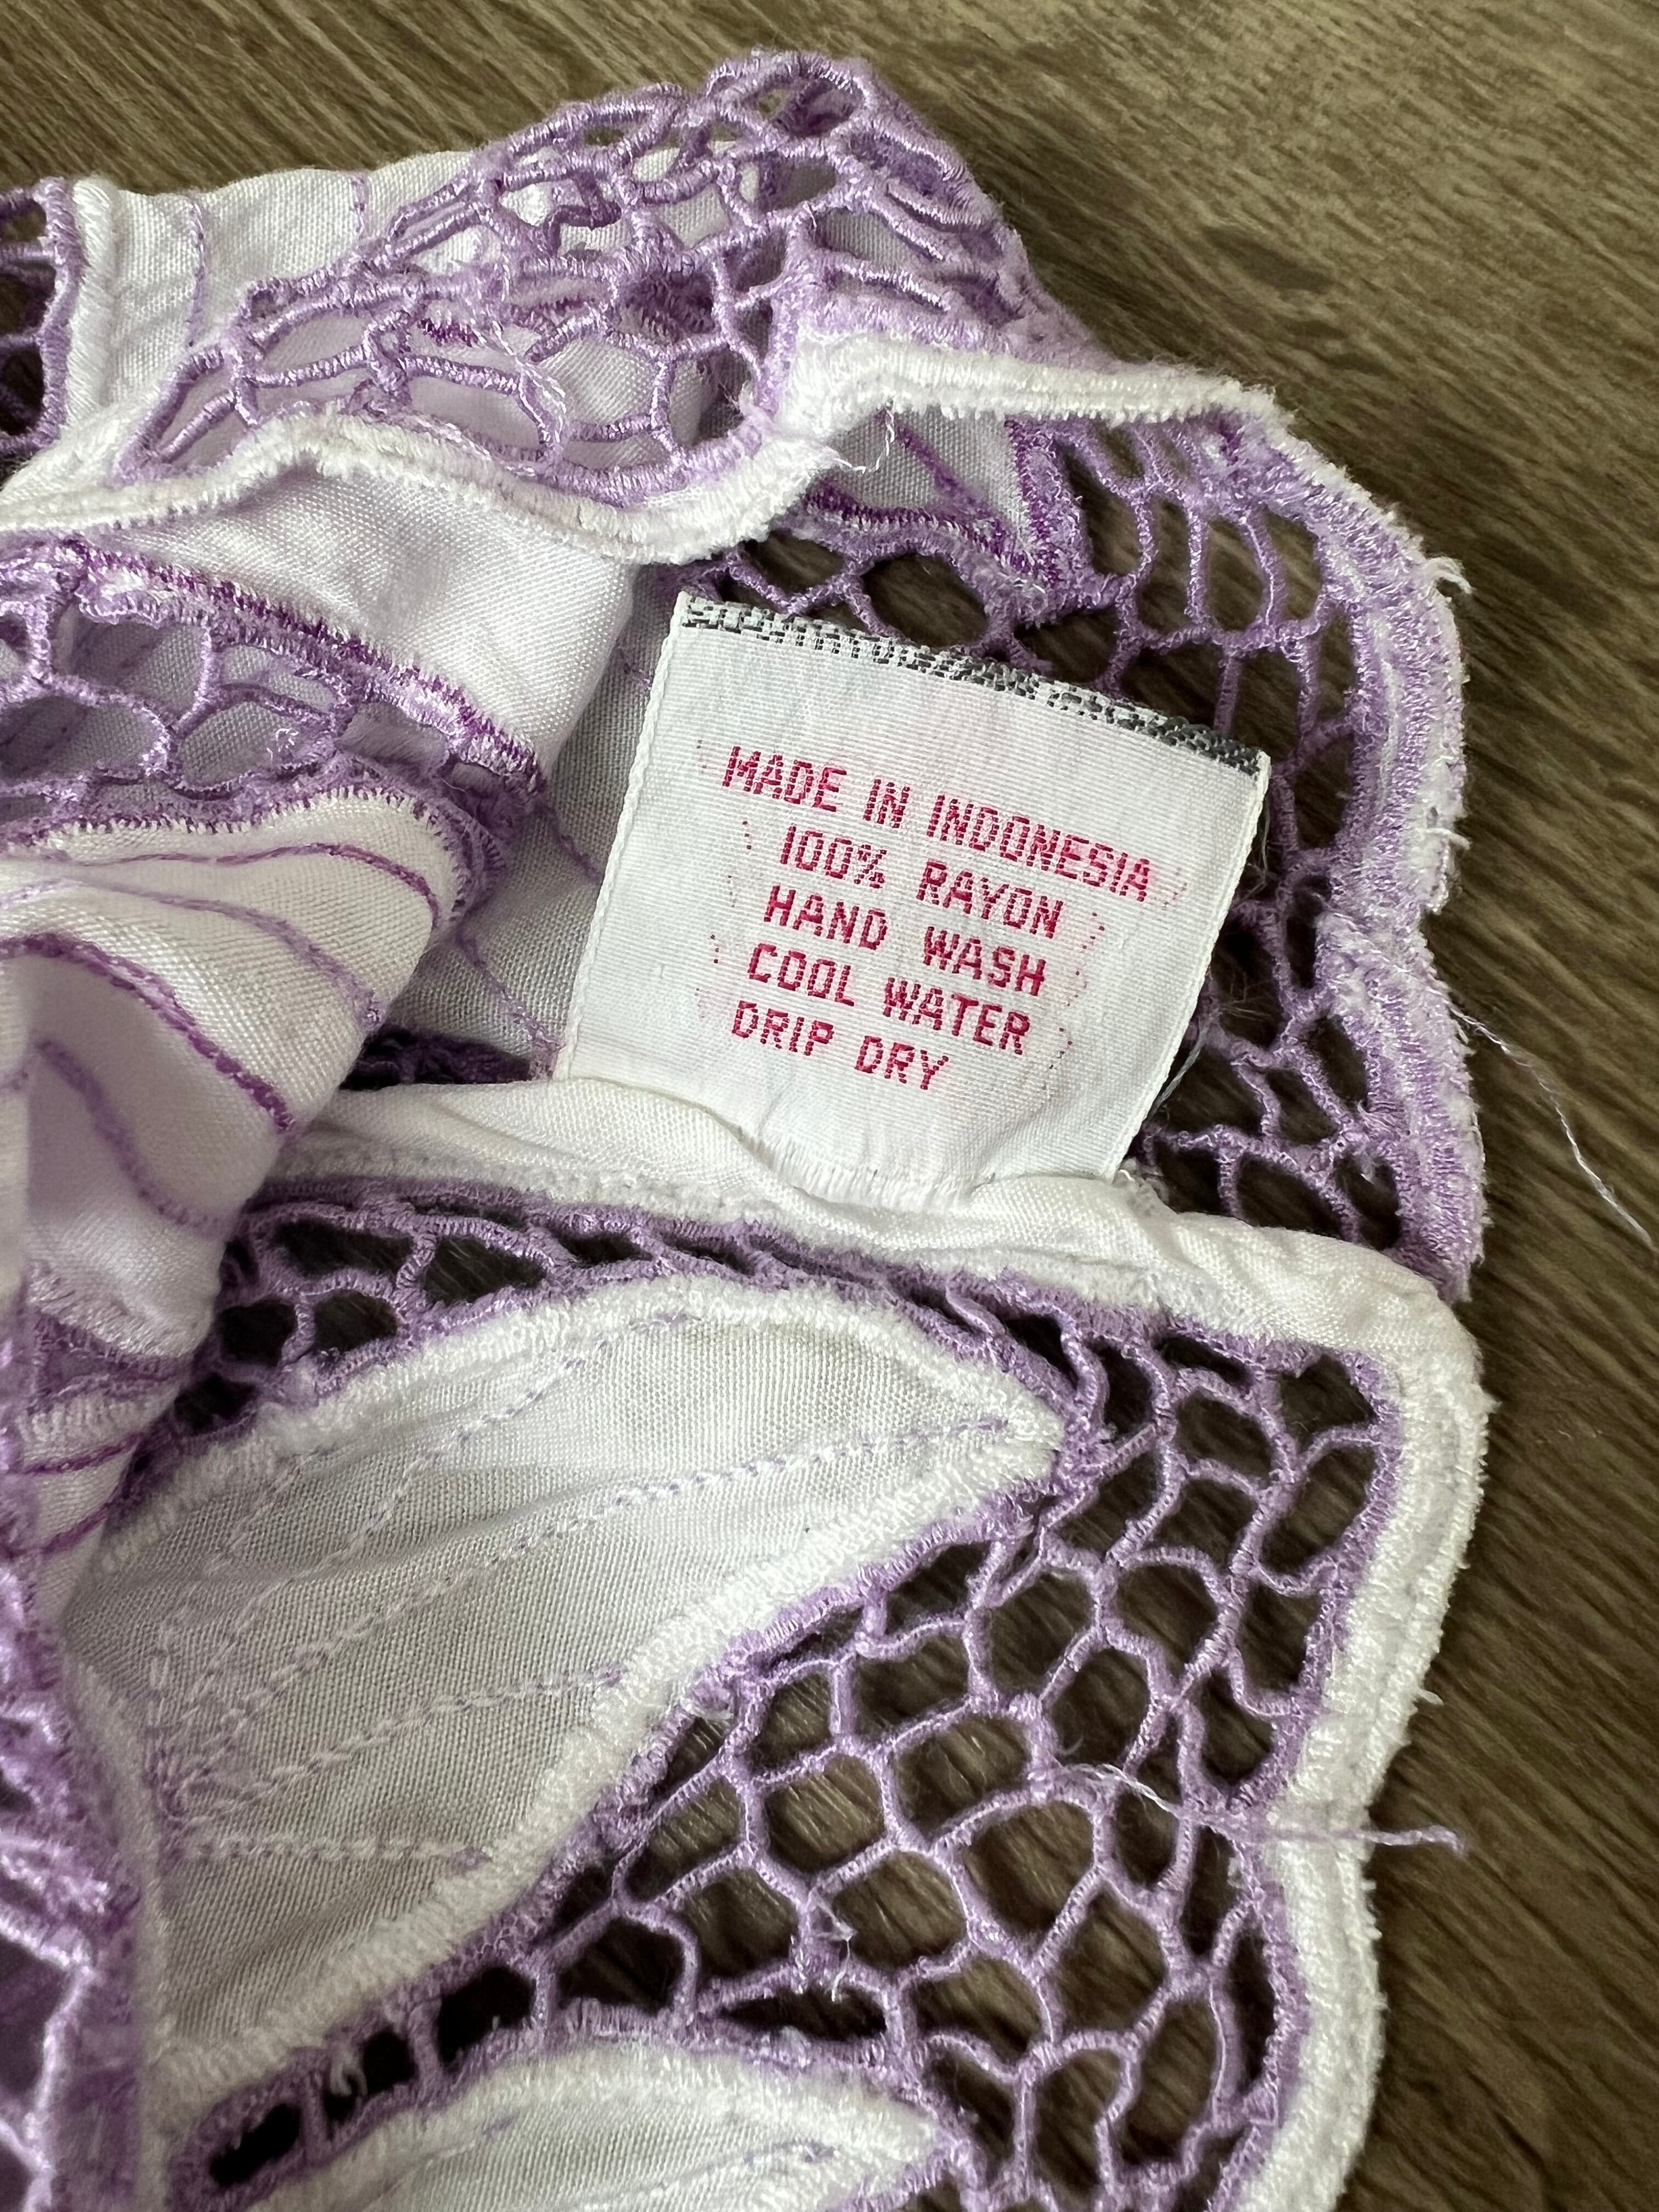 MADE IN INDONESIA
100% RAYON
HAND WASH
COOL WATER
DRIP DRY